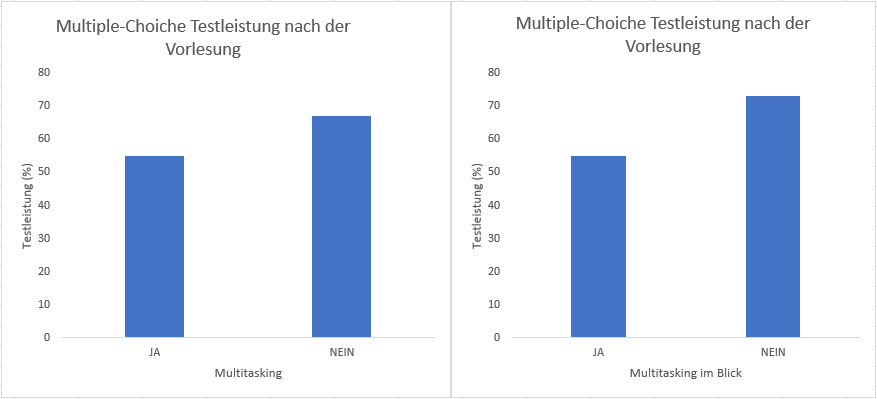 Multiple-Choiche Testleistung nach der
Vorlesung
80
70
60
50
40
30
20
10
0
Testleistung (%)
JA
NEIN
Multitasking
Multiple-Choiche Testleistung nach der
Vorlesung
80
70
60
50
40
30
20
10
0
Testleistung (%)
JA
NEIN
Multitasking im Blick